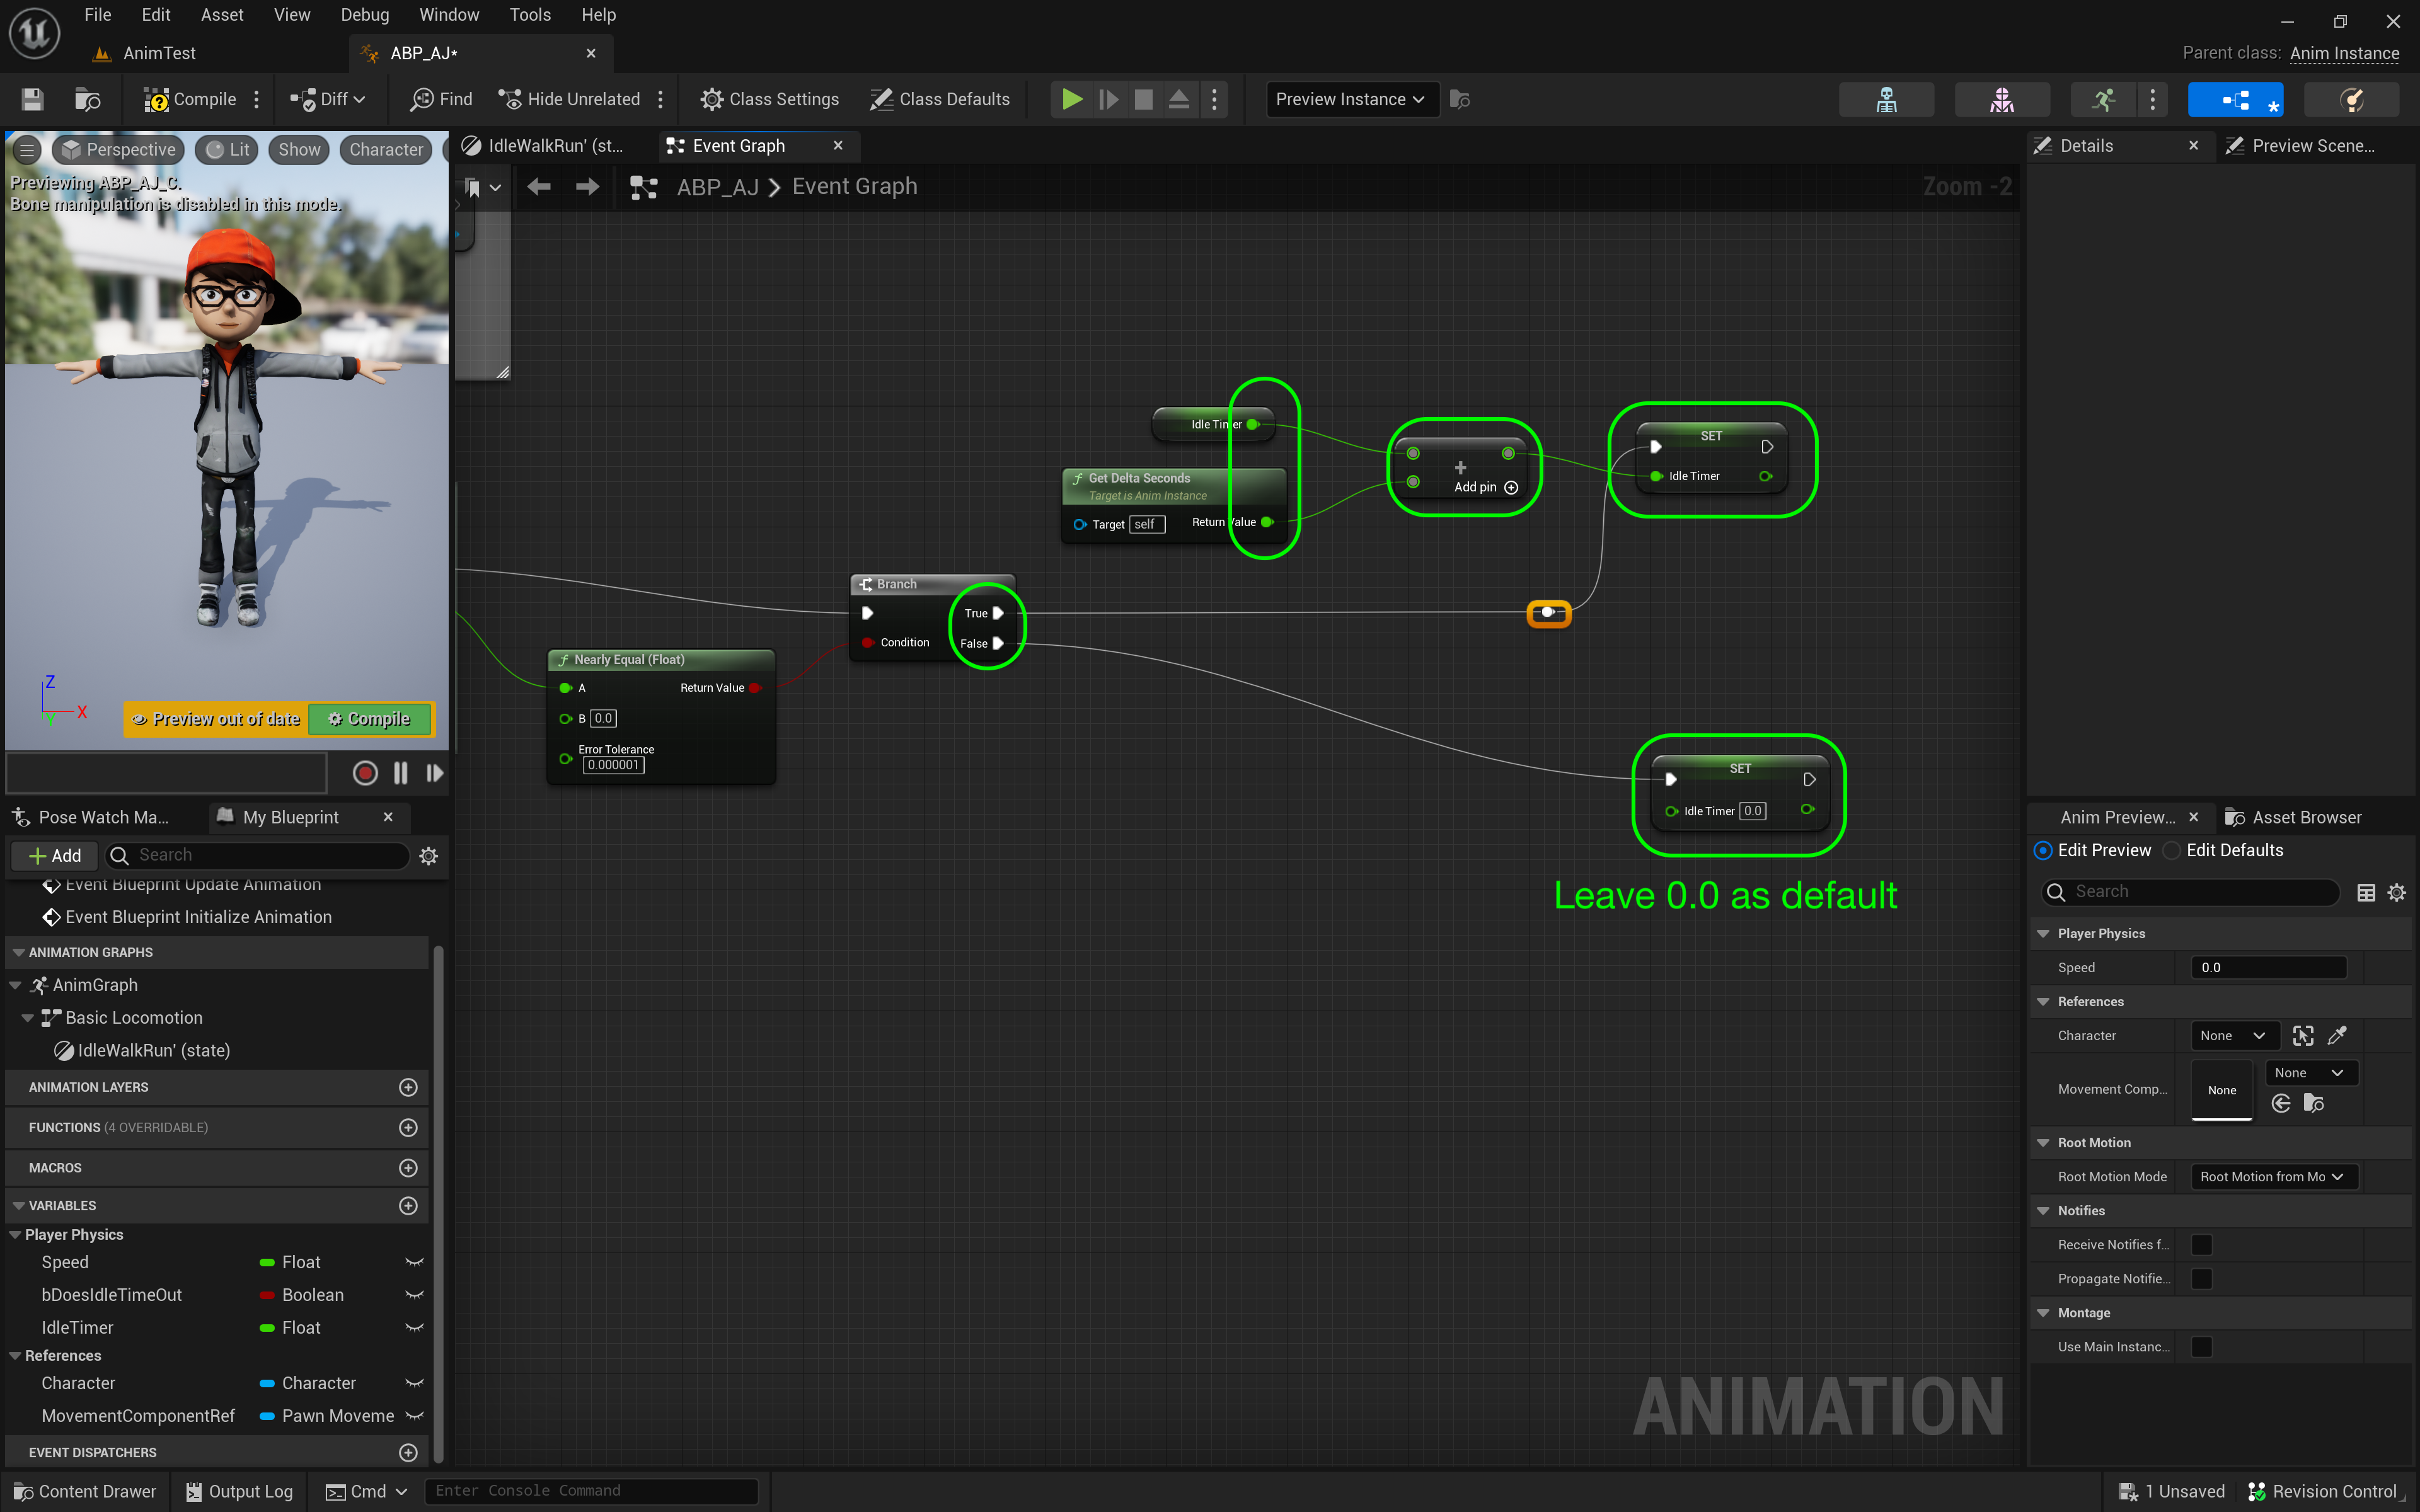 File Edit Asset View Debug Window Tools Help
AnimTest
ABP_AJ*
Parent class: Anim Instance
Compile
Diff
Find
Hide Unrelated
Class Settings
Class Defaults
Preview Instance
Perspective
Lit
Show
Character
Previewing ABP_AJ_C.
Bone manipulation is disabled in this mode.
Z
X
Y
Preview out of date
Compile
IdleWalkRun' (st...
Event Graph
ABP_AJ > Event Graph
Zoom -2
Idle Timer
Get Delta Seconds
Target is Anim Instance
Target self
Return Value
+
Add pin
SET
Idle Timer
Branch
True
Condition
False
Nearly Equal (Float)
A
Return Value
B 0.0
Error Tolerance
0.000001
SET
Idle Timer 0.0
Leave 0.0 as default
ANIMATION
Pose Watch Ma...
My Blueprint
Add
Search
Event Blueprint Update Animation
Event Blueprint Initialize Animation
ANIMATION GRAPHS
AnimGraph
Basic Locomotion
IdleWalkRun' (state)
ANIMATION LAYERS
FUNCTIONS (4 OVERRIDABLE)
MACROS
VARIABLES
Player Physics
Speed Float
bDoesIdleTimeOut Boolean
IdleTimer Float
References
Character Character
MovementComponentRef Pawn Moveme
EVENT DISPATCHERS
Details
Preview Scene...
Anim Preview...
Asset Browser
Edit Preview
Edit Defaults
Search
Player Physics
Speed 0.0
References
Character None
Movement Comp... None None
Root Motion
Root Motion Mode Root Motion from Mo
Notifies
Receive Notifies f...
Propagate Notifie...
Montage
Use Main Instanc...
Content Drawer
Output Log
Cmd
Enter Console Command
1 Unsaved
Revision Control